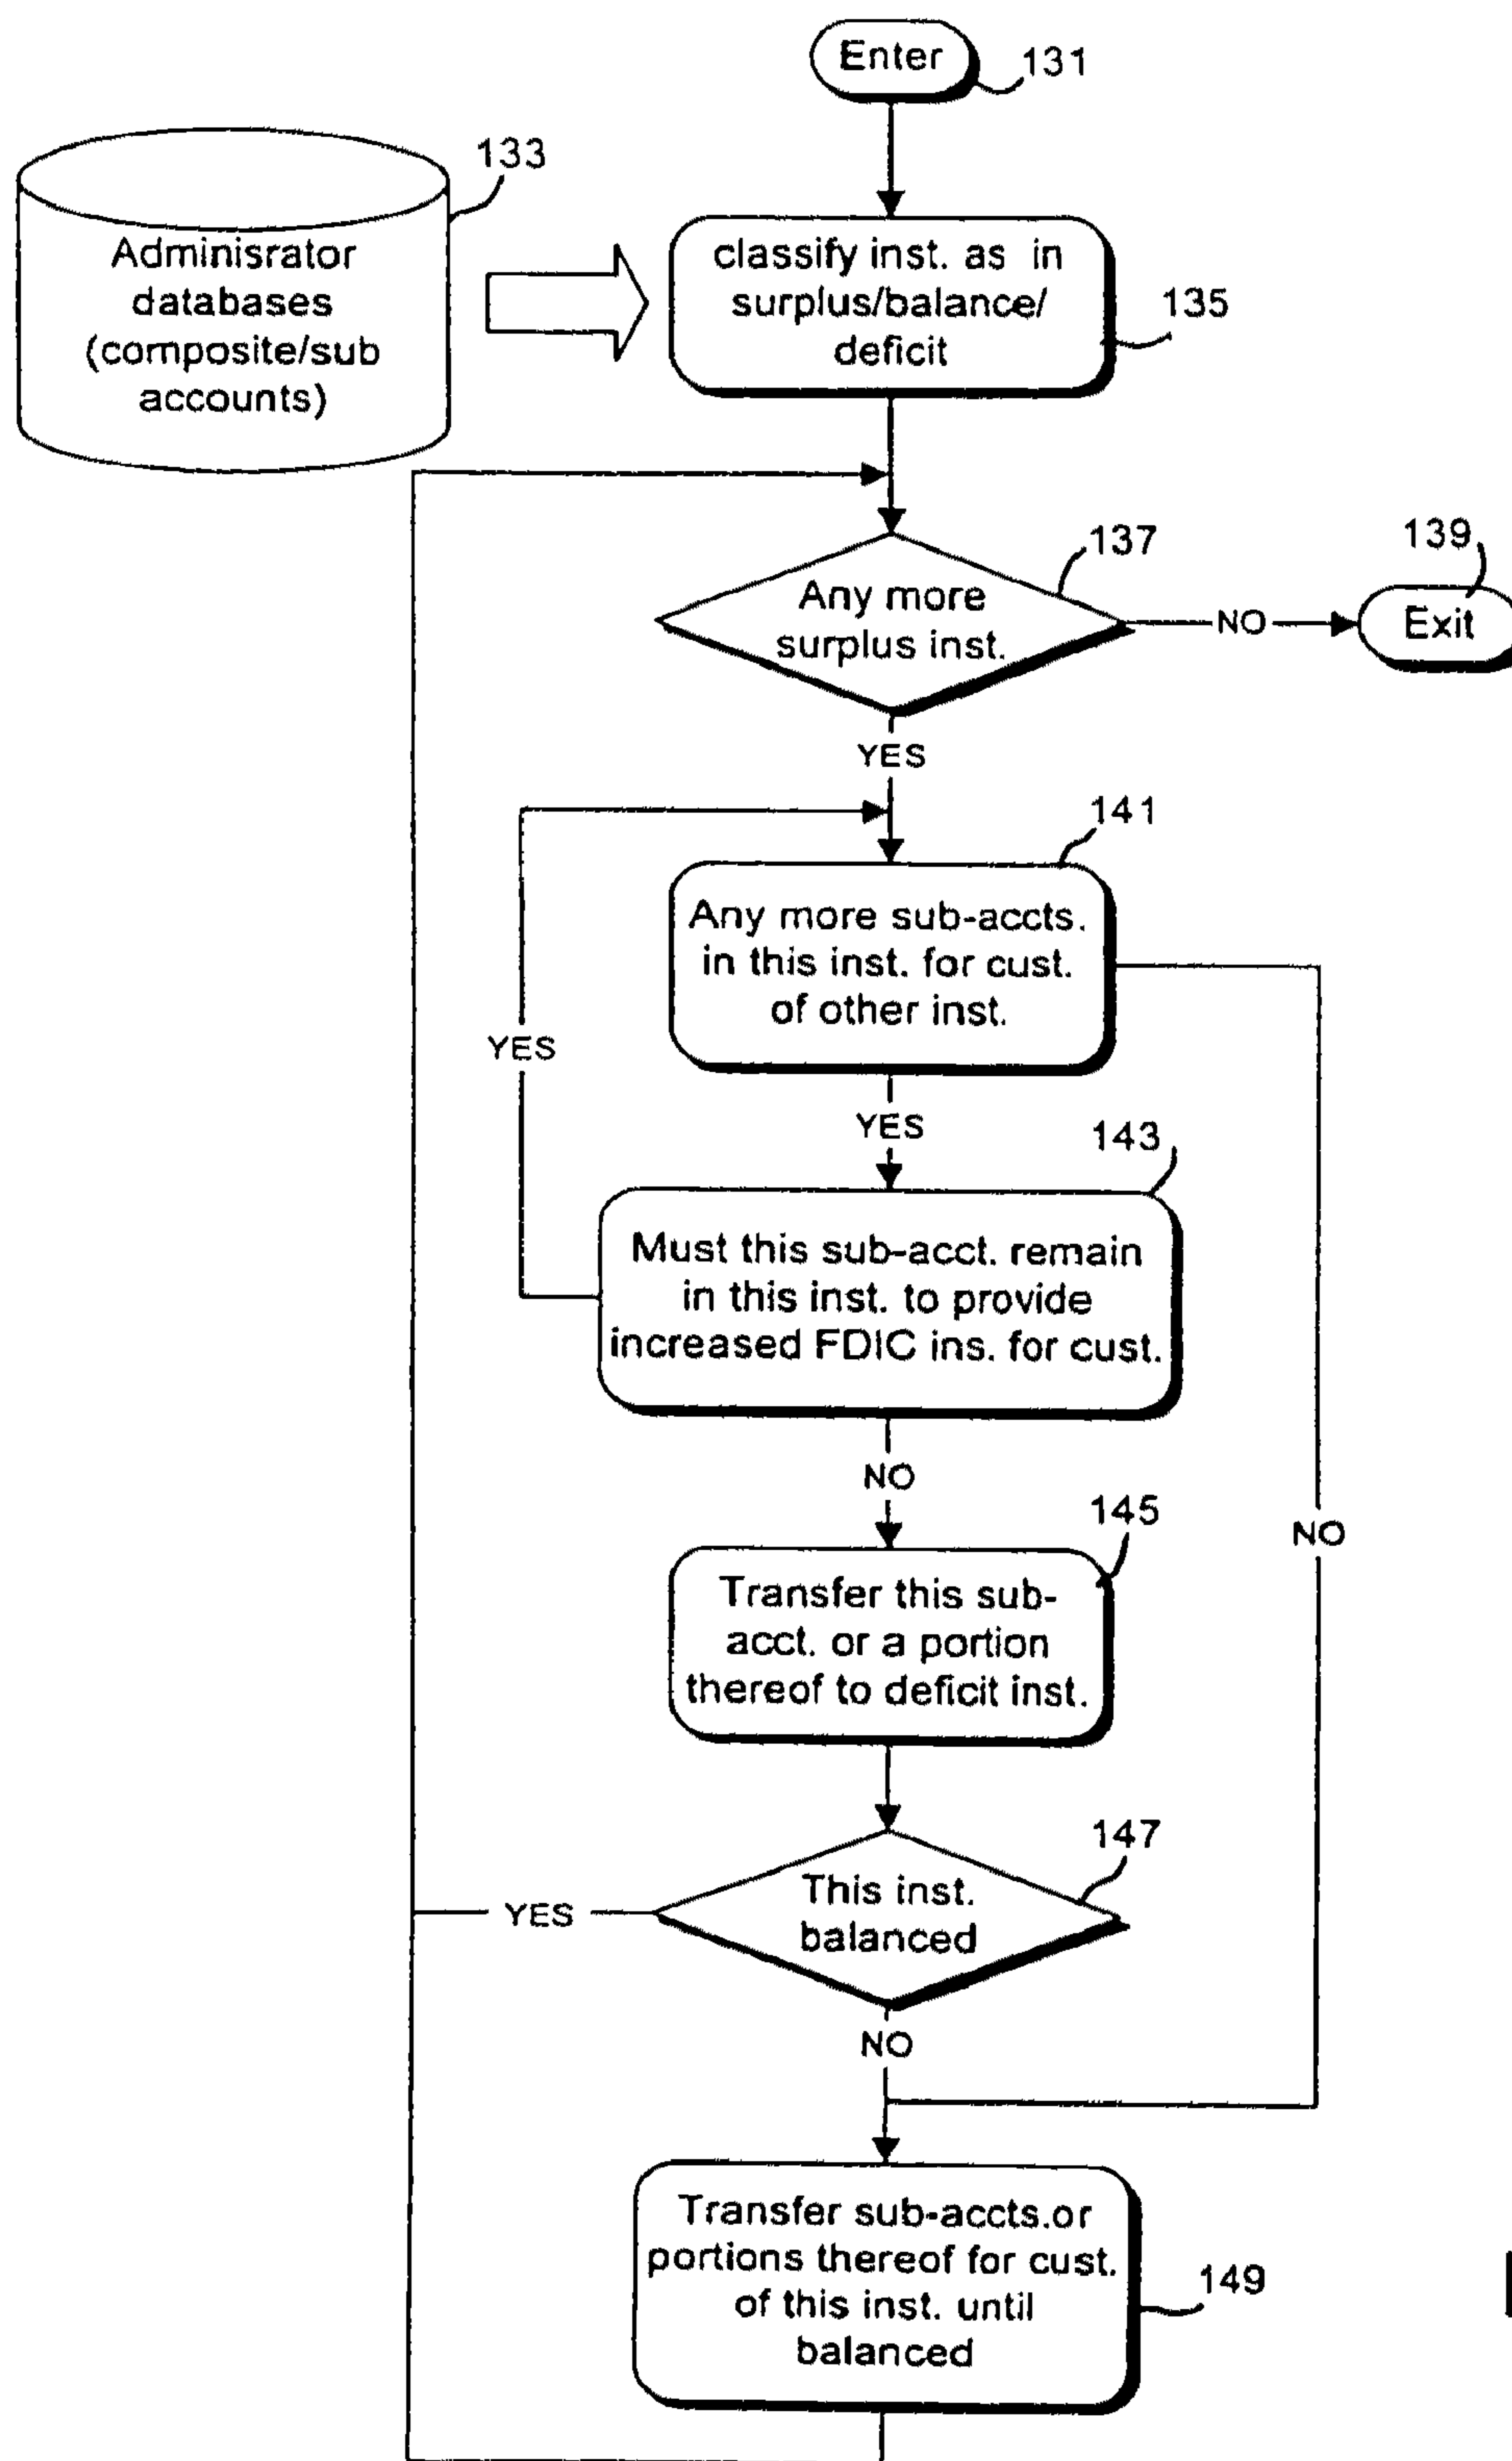 Enter
131
133
Adminisrator
databases
(composite/sub
accounts)
classify inst. as in
surplus/balance/
deficit
135
137
Any more
surplus inst.
NO
139
Exit
YES
141
Any more sub-accts.
in this inst. for cust.
of other inst.
YES
YES
143
Must this sub-acct. remain
in this inst. to provide
increased FDIC ins. for cust.
NO
145
NO
Transfer this sub-
acct. or a portion
thereof to deficit inst.
147
This inst.
balanced
YES
NO
Transfer sub-accts.or
portions thereof for cust.
of this inst. until
balanced
149